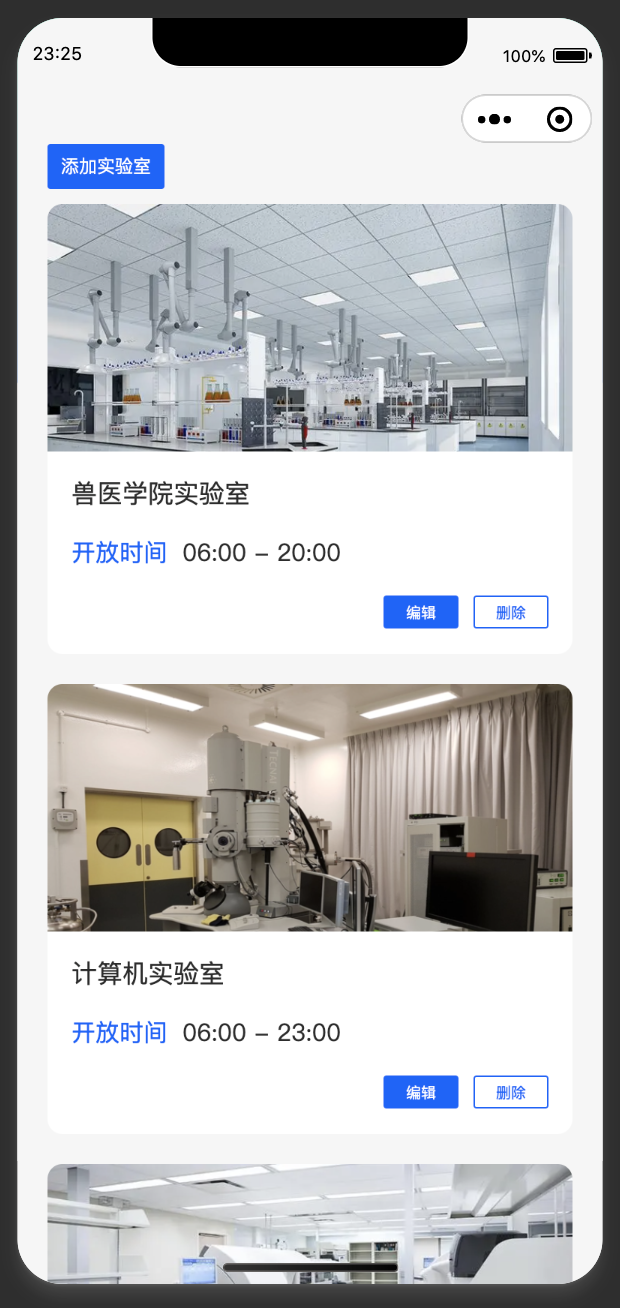 23:25
100%
添加实验室
兽医学院实验室
开放时间 06:00 – 20:00
编辑 删除
计算机实验室
开放时间 06:00 – 23:00
编辑 删除